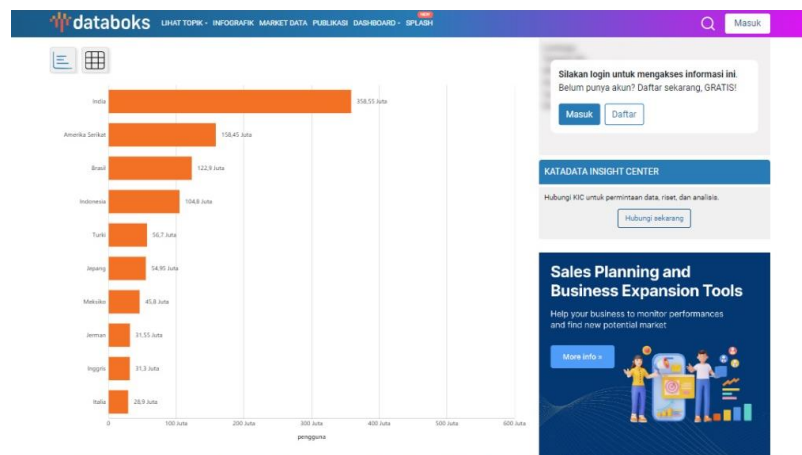 databoks
LIHAT TOPIK
INFOGRAFIK
MARKET DATA
PUBLIKASI
DASHBOARD
SPLASH
NEW
Masuk
India
358,55 Juta
Amerika Serikat
158,45 Juta
Brasil
122,9 Juta
Indonesia
104,8 Juta
Turki
56,7 Juta
Jepang
54,95 Juta
Meksiko
45,8 Juta
Jerman
31,55 Juta
Inggris
31,3 Juta
Italia
28,9 Juta
0
100 Juta
200 Juta
300 Juta
400 Juta
500 Juta
600 Juta
pengguna
Silakan login untuk mengakses informasi ini.
Belum punya akun? Daftar sekarang, GRATIS!
Masuk
Daftar
KATADATA INSIGHT CENTER
Hubungi KIC untuk permintaan data, riset, dan analisis.
Hubungi sekarang
Sales Planning and
Business Expansion Tools
Help your business to monitor performances
and find new potential market
More info »